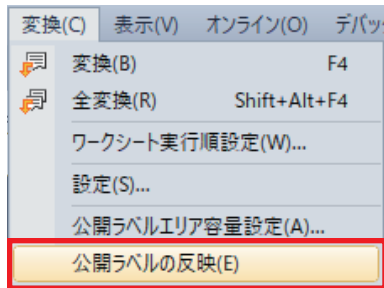 変換(C) 表示(V) オンライン(O) デバッ
変換(B) F4
全変換(R) Shift+Alt+F4
ワークシート実行順設定(W)...
設定(S)...
公開ラベルエリア容量設定(A)...
公開ラベルの反映(E)